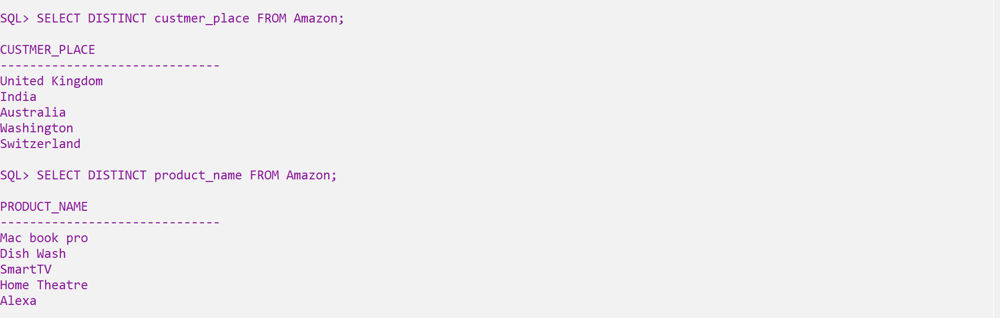 SQL> SELECT DISTINCT custmer_place FROM Amazon;
CUSTMER_PLACE
------------------------------
United Kingdom
India
Australia
Washington
Switzerland
SQL> SELECT DISTINCT product_name FROM Amazon;
PRODUCT_NAME
------------------------------
Mac book pro
Dish Wash
SmartTV
Home Theatre
Alexa